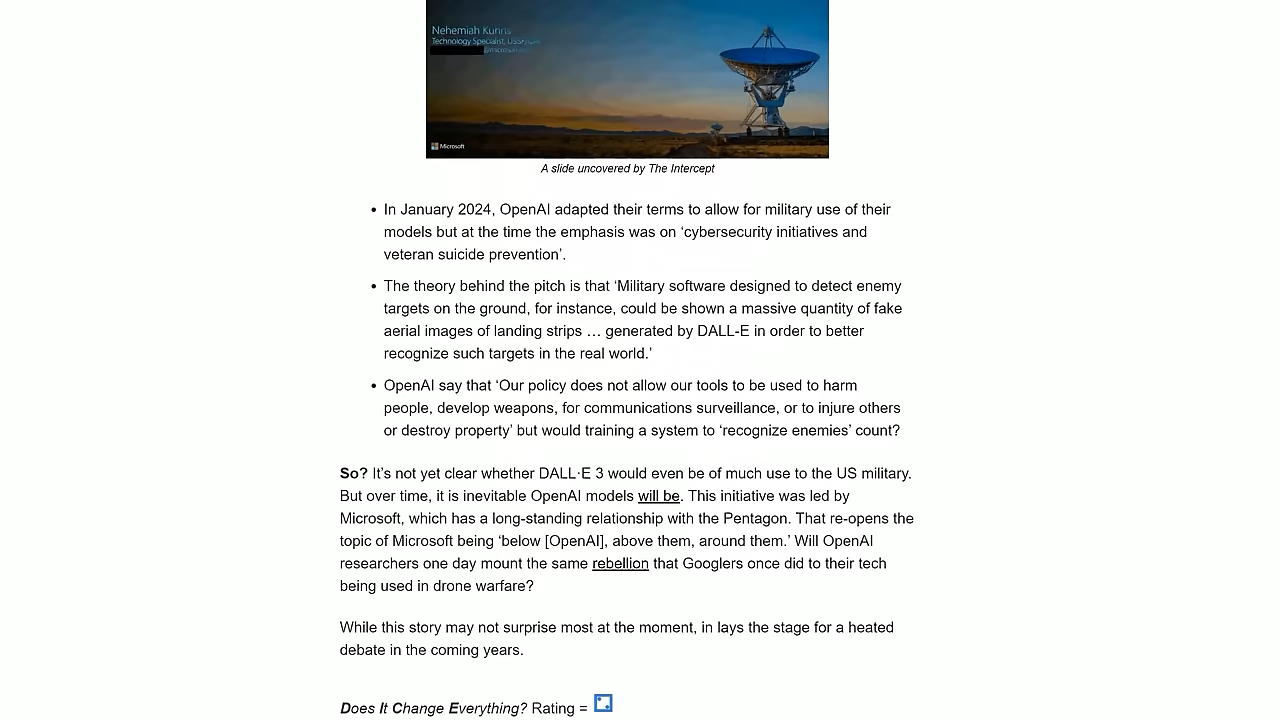 Nehemiah Kunns
Technology Specialist,
Microsoft
A slide uncovered by The Intercept
• In January 2024, OpenAI adapted their terms to allow for military use of their
models but at the time the emphasis was on ‘cybersecurity initiatives and
veteran suicide prevention’.
• The theory behind the pitch is that ‘Military software designed to detect enemy
targets on the ground, for instance, could be shown a massive quantity of fake
aerial images of landing strips … generated by DALL-E in order to better
recognize such targets in the real world.’
• OpenAI say that ‘Our policy does not allow our tools to be used to harm
people, develop weapons, for communications surveillance, or to injure others
or destroy property’ but would training a system to ‘recognize enemies’ count?
So? It’s not yet clear whether DALL·E 3 would even be of much use to the US military.
But over time, it is inevitable OpenAI models will be. This initiative was led by
Microsoft, which has a long-standing relationship with the Pentagon. That re-opens the
topic of Microsoft being ‘below [OpenAI], above them, around them.’ Will OpenAI
researchers one day mount the same rebellion that Googlers once did to their tech
being used in drone warfare?
While this story may not surprise most at the moment, in lays the stage for a heated
debate in the coming years.
Does It Change Everything? Rating =